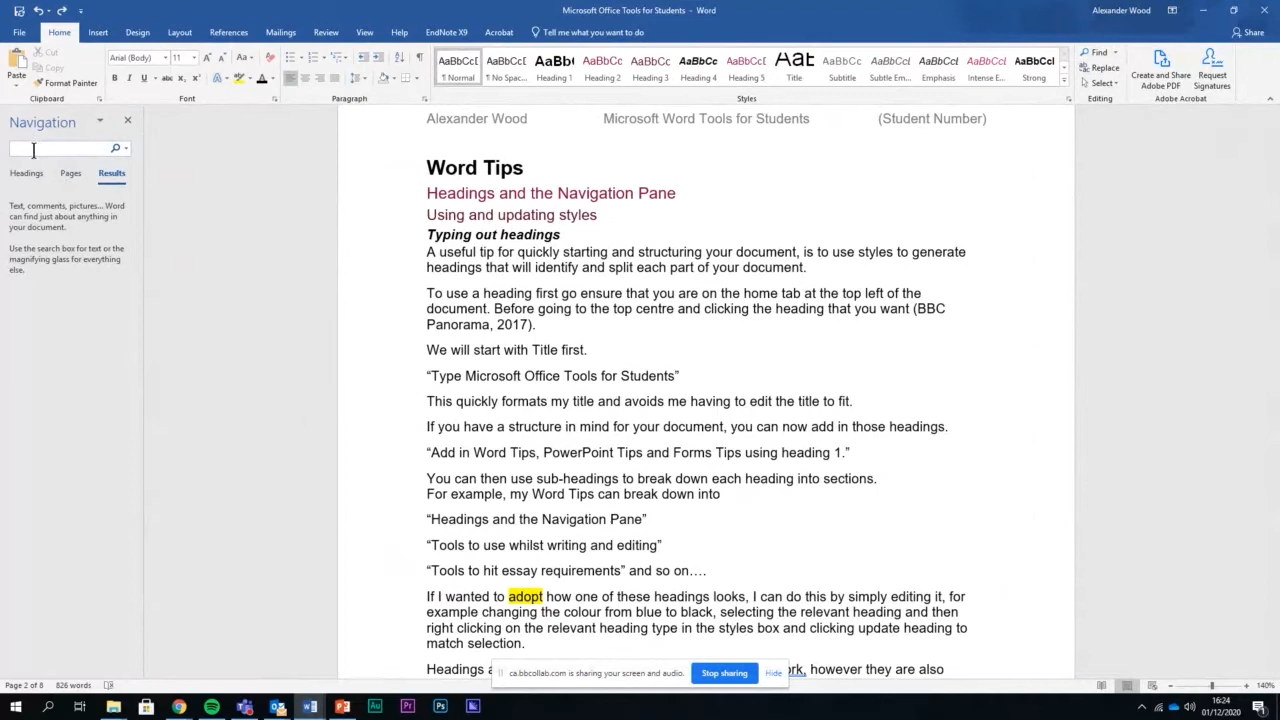 Microsoft Office Tools for Students - Word
Alexander Wood
File Home Insert Design Layout References Mailings Review View Help EndNote X9 Acrobat Tell me what you want to do Share
Paste
Cut
Copy
Format Painter
Clipboard
Arial (Body) 11
Font
Paragraph
AaBbCcD AaBbCcD AaBb( AaBbCc AaBbC AaBbCc AaBbC AaE AaBbCc AaBbCcI AaBbCcI AaBbCcI AaBbCc
¶ Normal ¶ No Spac... Heading 1 Heading 2 Heading 3 Heading 4 Heading 5 Title Subtitle Subtle Em... Emphasis Intense E... Strong
Styles
Find
Replace
Select
Editing
Create and Share
Adobe PDF
Request
Signatures
Adobe Acrobat
Navigation
Headings Pages Results
Text, comments, pictures... Word
can find just about anything in
your document.
Use the search box for text or the
magnifying glass for everything
else.
Alexander Wood Microsoft Word Tools for Students (Student Number)
Word Tips
Headings and the Navigation Pane
Using and updating styles
Typing out headings
A useful tip for quickly starting and structuring your document, is to use styles to generate
headings that will identify and split each part of your document.
To use a heading first go ensure that you are on the home tab at the top left of the
document. Before going to the top centre and clicking the heading that you want (BBC
Panorama, 2017).
We will start with Title first.
“Type Microsoft Office Tools for Students”
This quickly formats my title and avoids me having to edit the title to fit.
If you have a structure in mind for your document, you can now add in those headings.
“Add in Word Tips, PowerPoint Tips and Forms Tips using heading 1.”
You can then use sub-headings to break down each heading into sections.
For example, my Word Tips can break down into
“Headings and the Navigation Pane”
“Tools to use whilst writing and editing”
“Tools to hit essay requirements” and so on….
If I wanted to adopt how one of these headings looks, I can do this by simply editing it, for
example changing the colour from blue to black, selecting the relevant heading and then
right clicking on the relevant heading type in the styles box and clicking update heading to
match selection.
Headings a
however they are also
ca.bbcollab.com is sharing your screen and audio. Stop sharing Hide
Page 2 of 8 826 words 140%
16:24
01/12/2020